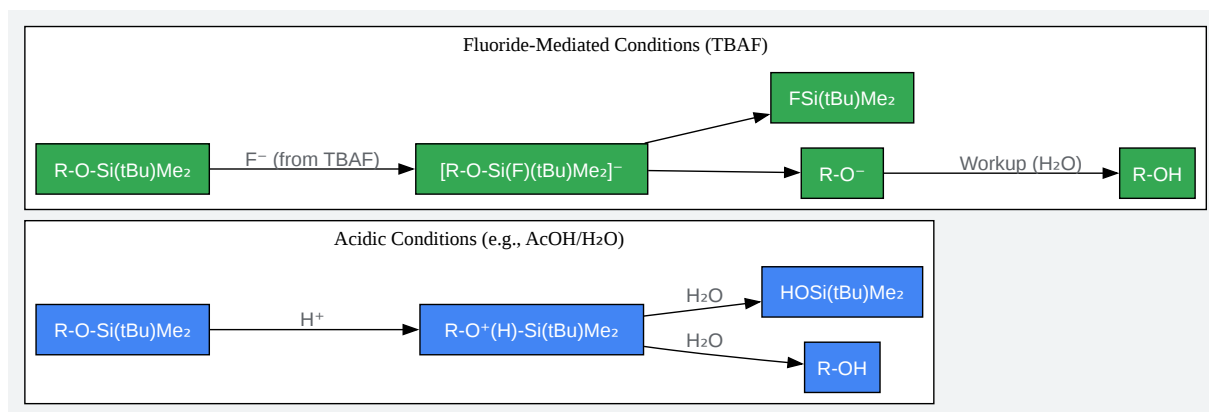 Fluoride-Mediated Conditions (TBAF)
FSi(tBu)Me₂
R-O-Si(tBu)Me₂
F⁻ (from TBAF)
[R-O-Si(F)(tBu)Me₂]⁻
R-O⁻
Workup (H₂O)
R-OH
Acidic Conditions (e.g., AcOH/H₂O)
R-O-Si(tBu)Me₂
H⁺
R-O⁺(H)-Si(tBu)Me₂
H₂O
HOSi(tBu)Me₂
H₂O
R-OH